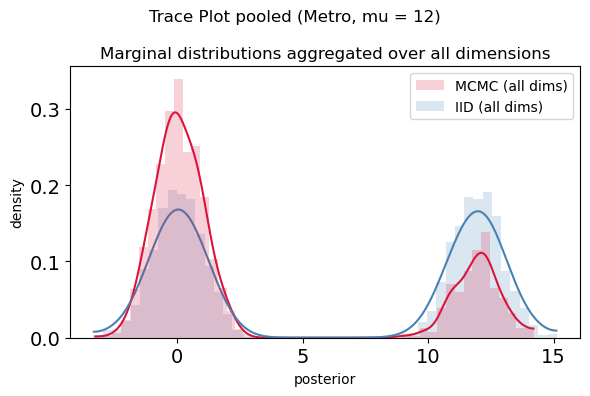 Trace Plot pooled (Metro, mu = 12)
Marginal distributions aggregated over all dimensions
MCMC (all dims)
IID (all dims)
density
0.3
0.2
0.1
0.0
0
5
10
15
posterior